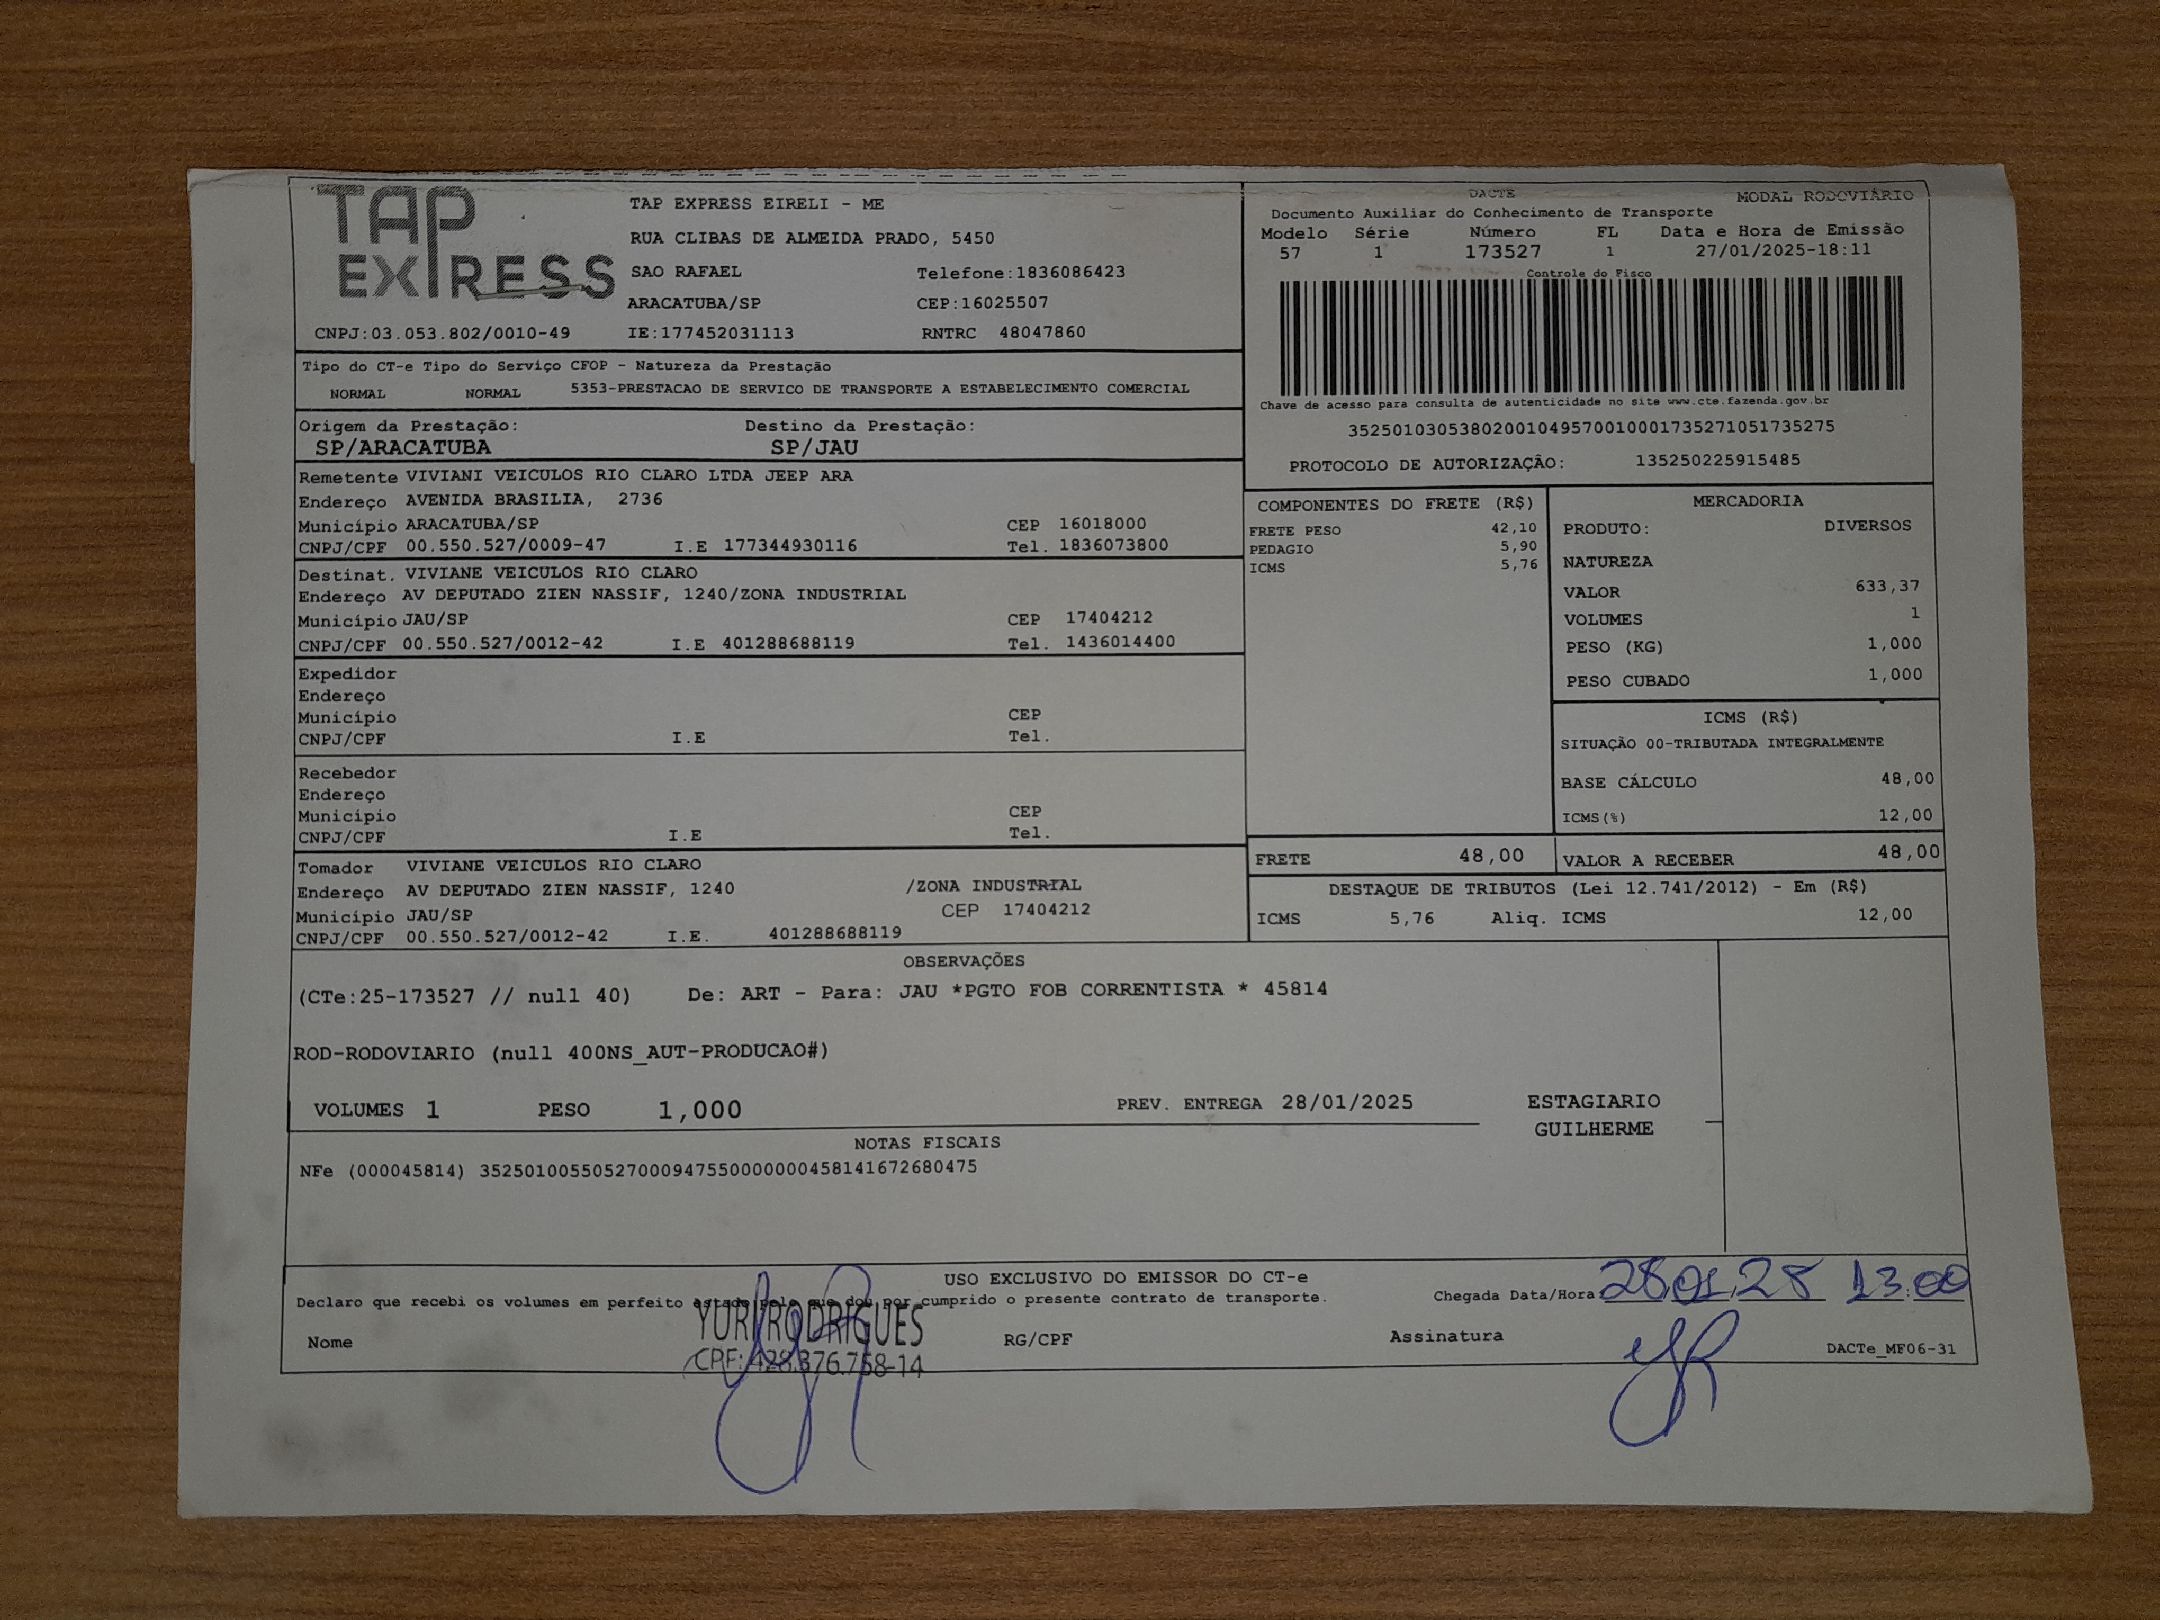 TAP
EXPRESS
TAP EXPRESS EIRELI - ME
RUA CLIBAS DE ALMEIDA PRADO, 5450
SAO RAFAEL Telefone:1836086423
ARACATUBA/SP CEP:16025507
CNPJ:03.053.802/0010-49 IE:177452031113 RNTRC 48047860
DACTE MODAL RODOVIÁRIO
Documento Auxiliar do Conhecimento de Transporte
Modelo Série Número FL Data e Hora de Emissão
57 1 173527 1 27/01/2025-18:11
Controle do Fisco
Chave de acesso para consulta de autenticidade no site www.cte.fazenda.gov.br
35250103053802001049570010001735271051735275
PROTOCOLO DE AUTORIZAÇÃO: 135250225915485
Tipo do CT-e Tipo do Serviço CFOP - Natureza da Prestação
NORMAL NORMAL 5353-PRESTACAO DE SERVICO DE TRANSPORTE A ESTABELECIMENTO COMERCIAL
Origem da Prestação: Destino da Prestação:
SP/ARACATUBA SP/JAU
Remetente VIVIANI VEICULOS RIO CLARO LTDA JEEP ARA
Endereço AVENIDA BRASILIA, 2736
Município ARACATUBA/SP CEP 16018000
CNPJ/CPF 00.550.527/0009-47 I.E 177344930116 Tel. 1836073800
Destinat. VIVIANE VEICULOS RIO CLARO
Endereço AV DEPUTADO ZIEN NASSIF, 1240/ZONA INDUSTRIAL
Município JAU/SP CEP 17404212
CNPJ/CPF 00.550.527/0012-42 I.E 401288688119 Tel. 1436014400
Expedidor
Endereço
Município CEP
CNPJ/CPF I.E Tel.
Recebedor
Endereço
Município CEP
CNPJ/CPF I.E Tel.
Tomador VIVIANE VEICULOS RIO CLARO
Endereço AV DEPUTADO ZIEN NASSIF, 1240 /ZONA INDUSTRIAL
Município JAU/SP CEP 17404212
CNPJ/CPF 00.550.527/0012-42 I.E. 401288688119
COMPONENTES DO FRETE (R$)
FRETE PESO 42,10
PEDAGIO 5,90
ICMS 5,76
MERCADORIA
PRODUTO: DIVERSOS
NATUREZA
VALOR 633,37
VOLUMES 1
PESO (KG) 1,000
PESO CUBADO 1,000
ICMS (R$)
SITUAÇÃO 00-TRIBUTADA INTEGRALMENTE
BASE CÁLCULO 48,00
ICMS(%) 12,00
FRETE 48,00 VALOR A RECEBER 48,00
DESTAQUE DE TRIBUTOS (Lei 12.741/2012) - Em (R$)
ICMS 5,76 Aliq. ICMS 12,00
OBSERVAÇÕES
(CTe:25-173527 // null 40) De: ART - Para: JAU *PGTO FOB CORRENTISTA * 45814
ROD-RODOVIARIO (null 400NS_AUT-PRODUCAO#)
VOLUMES 1 PESO 1,000 PREV. ENTREGA 28/01/2025 ESTAGIARIO
GUILHERME
NOTAS FISCAIS
NFe (000045814) 35250100550527000947550000000458141672680475
USO EXCLUSIVO DO EMISSOR DO CT-e
Declaro que recebi os volumes em perfeito estado pelo que dou por cumprido o presente contrato de transporte. Chegada Data/Hora: 28.01.28 13:00
YURI RODRIGUES
Nome RG/CPF Assinatura
CPF: 428.376.758-14
DACTe_MF06-31